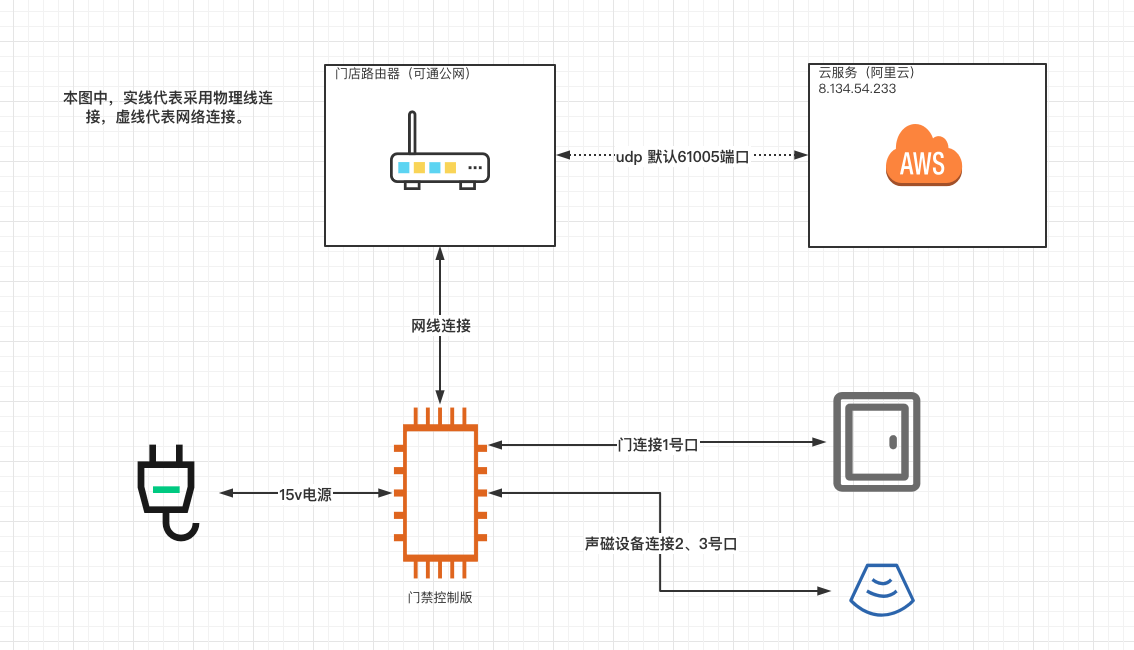 本图中，实线代表采用物理线连
接，虚线代表网络连接。
门店路由器（可通公网）
云服务（阿里云）
8.134.54.233
AWS
udp 默认61005端口
网线连接
门连接1号口
15v电源
声磁设备连接2、3号口
门禁控制版